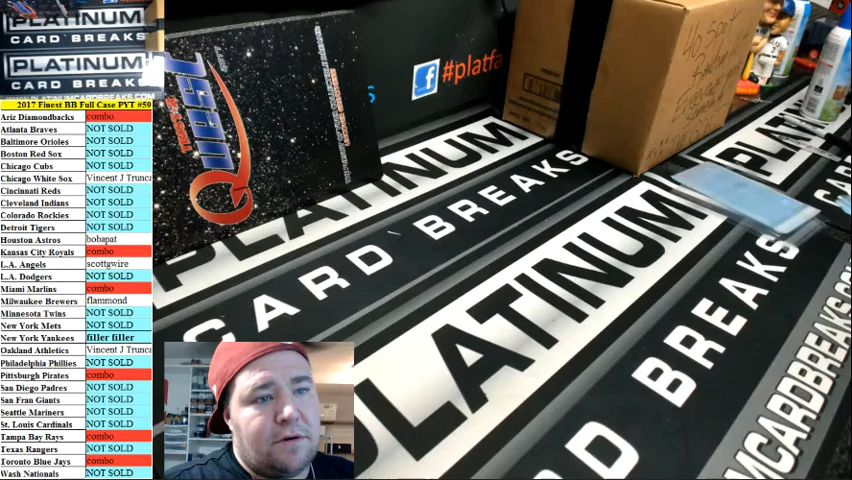 PLATINUM
CARD BREAKS
PLATINUM
CARD BREAKS
2017 Finest BB Full Case PYT #59
Ariz Diamondbacks combo
Atlanta Braves NOT SOLD
Baltimore Orioles NOT SOLD
Boston Red Sox NOT SOLD
Chicago Cubs NOT SOLD
Chicago White Sox Vincent J Trunca
Cincinnati Reds NOT SOLD
Cleveland Indians NOT SOLD
Colorado Rockies NOT SOLD
Detroit Tigers NOT SOLD
Houston Astros bobapat
Kansas City Royals combo
L.A. Angels scottgwire
L.A. Dodgers NOT SOLD
Miami Marlins combo
Milwaukee Brewers flammond
Minnesota Twins NOT SOLD
New York Mets NOT SOLD
New York Yankees filler filler
Oakland Athletics Vincent J Trunca
Philadelphia Phillies NOT SOLD
Pittsburgh Pirates combo
San Diego Padres NOT SOLD
San Fran Giants NOT SOLD
Seattle Mariners NOT SOLD
St. Louis Cardinals NOT SOLD
Tampa Bay Rays combo
Texas Rangers NOT SOLD
Toronto Blue Jays combo
Wash Nationals NOT SOLD
#platfa
40 Spot
PLATINUM
CARD BREAKS
PLATINUM
CARD BREAKS
PLAT
CA
MCARDBREAKS.CO